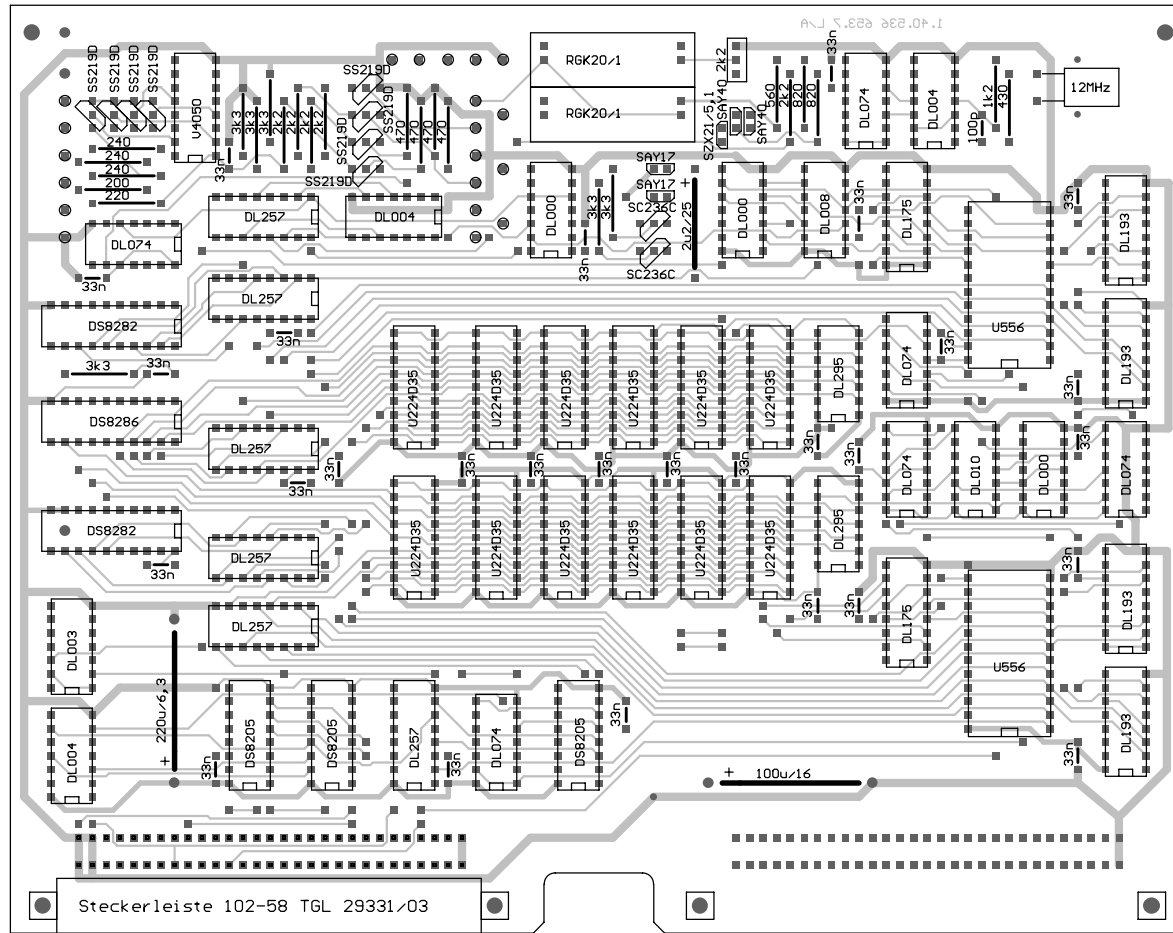 1.40.536 653.7 L/A
SS219D
SS219D
SS219D
SS219D
U4050
SS219D
SS219D
SS219D
SS219D
SS219D
RGK20/1
RGK20/1
2k2
SZX21/5,1
SAY40
SAY40
560
2k2
820
820
33n
DL074
DL004
100p
1k2
430
12MHz
3k3
3k3
3k3
2k2
2k2
2k2
2k2
470
470
470
470
240
240
240
200
220
33n
DL257
DL004
DL000
3k3
3k3
SAY17
SAY17
SC236C
SC236C
2u2/25
+
DL000
DL008
33n
DL175
33n
DL193
DL074
33n
33n
DL257
U556
DS8282
33n
3k3
33n
U224D35
U224D35
U224D35
U224D35
U224D35
U224D35
DL295
DL074
33n
DL193
33n
DS8286
DL257
33n
33n
33n
33n
33n
33n
33n
33n
33n
DL074
DL010
DL000
33n
DL074
DS8282
33n
DL257
U224D35
U224D35
U224D35
U224D35
U224D35
U224D35
DL295
33n
33n
DL175
33n
DL193
DL003
DL257
220u/6,3
+
U556
DL004
33n
DS8205
DS8205
DL257
33n
DL074
DS8205
33n
+
100u/16
33n
DL193
Steckerleiste 102-58 TGL 29331/03